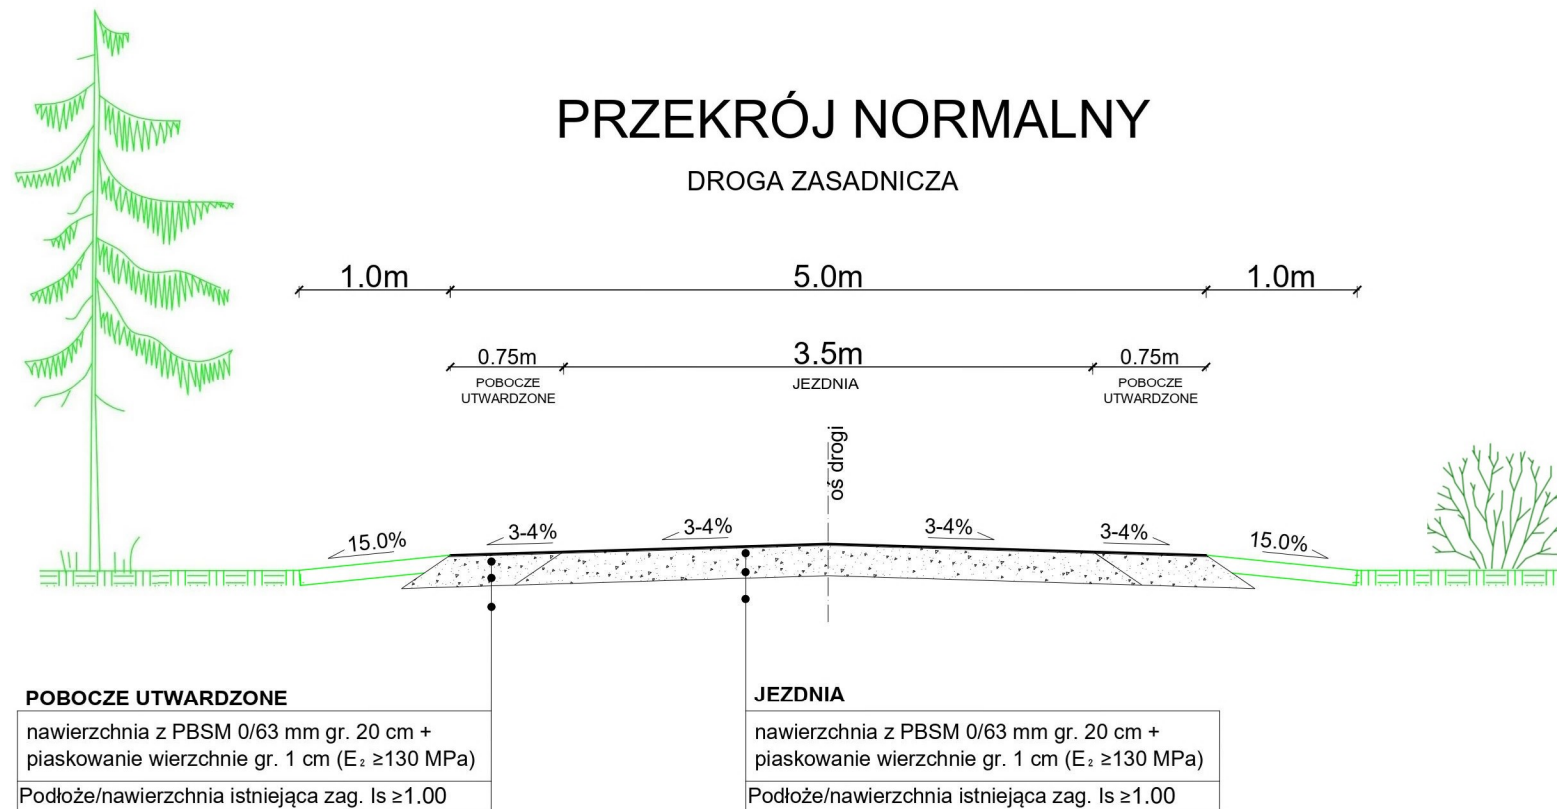 PRZEKRÓJ NORMALNY
DROGA ZASADNICZA
1.0m 5.0m 1.0m
0.75m 3.5m 0.75m
POBOCZE UTWARDZONE JEZDNIA POBOCZE UTWARDZONE
oś drogi
15.0% 3-4% 3-4% 3-4% 3-4% 15.0%
POBOCZE UTWARDZONE
nawierzchnia z PBSM 0/63 mm gr. 20 cm +
piaskowanie wierzchnie gr. 1 cm (E₂ ≥130 MPa)
Podłoże/nawierzchnia istniejąca zag. Is ≥1.00
JEZDNIA
nawierzchnia z PBSM 0/63 mm gr. 20 cm +
piaskowanie wierzchnie gr. 1 cm (E₂ ≥130 MPa)
Podłoże/nawierzchnia istniejąca zag. Is ≥1.00